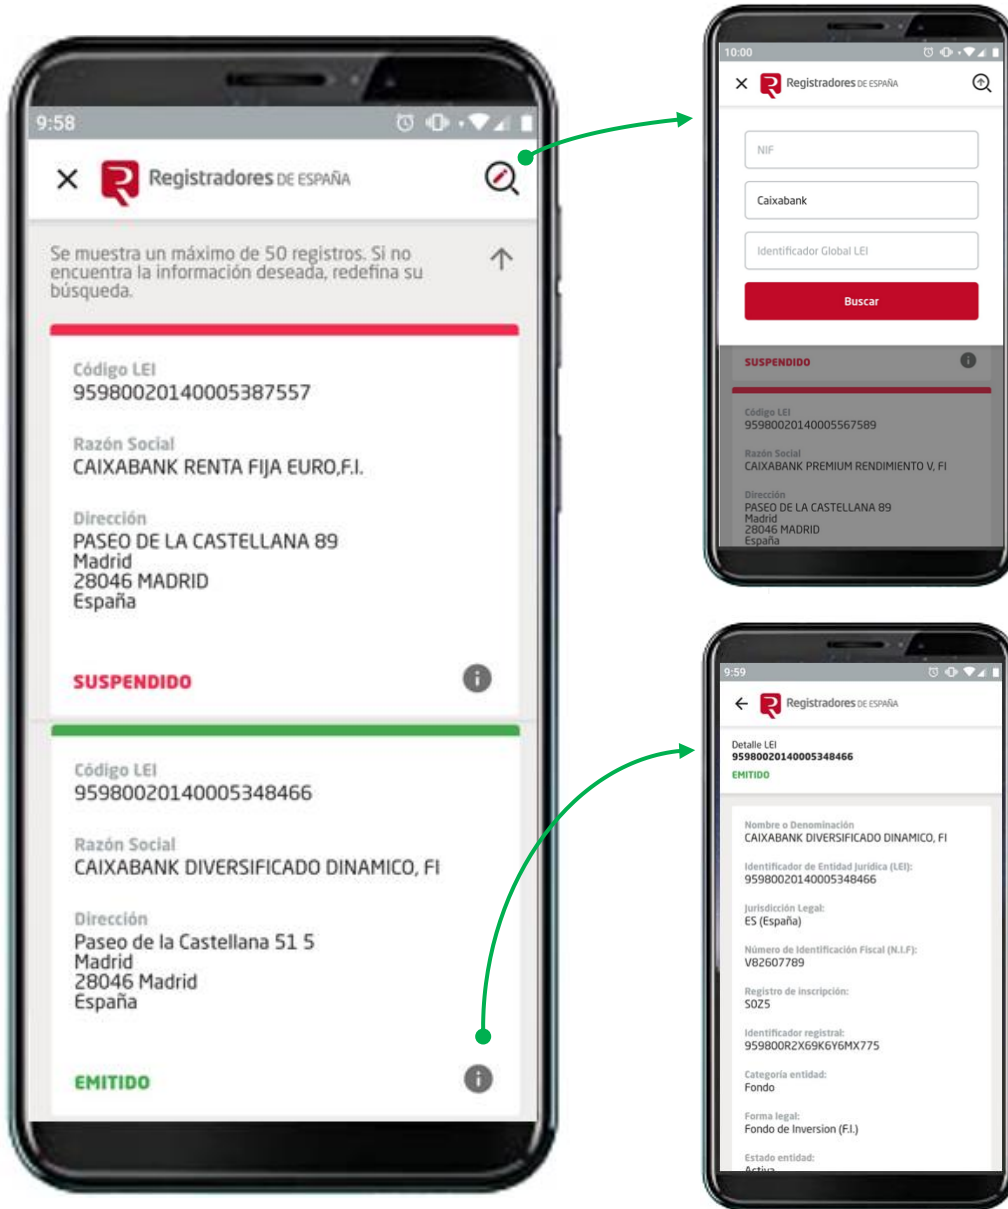 9:58
Registradores DE ESPAÑA
Se muestra un máximo de 50 registros. Si no
encuentra la información deseada, redefina su
búsqueda.
Código LEI
95980020140005387557
Razón Social
CAIXABANK RENTA FIJA EURO,F.I.
Dirección
PASEO DE LA CASTELLANA 89
Madrid
28046 MADRID
España
SUSPENDIDO
Código LEI
95980020140005348466
Razón Social
CAIXABANK DIVERSIFICADO DINAMICO, FI
Dirección
Paseo de la Castellana 51 5
Madrid
28046 Madrid
España
EMITIDO
10:00
Registradores DE ESPAÑA
NIF
Caixabank
Identificador Global LEI
Buscar
SUSPENDIDO
Código LEI
95980020140005567589
Razón Social
CAIXABANK PREMIUM RENDIMIENTO V, FI
Dirección
PASEO DE LA CASTELLANA 89
Madrid
28046 MADRID
España
9:59
Registradores DE ESPAÑA
Detalle LEI
95980020140005348466
EMITIDO
Nombre o Denominación
CAIXABANK DIVERSIFICADO DINAMICO, FI
Identificador de Entidad Jurídica (LEI):
95980020140005348466
Jurisdicción Legal:
ES (España)
Número de Identificación Fiscal (N.I.F):
V82607789
Registro de inscripción:
S0Z5
Identificador registral:
959800R2X69K6Y6MX775
Categoría entidad:
Fondo
Forma legal:
Fondo de Inversion (F.I.)
Estado entidad:
Activa